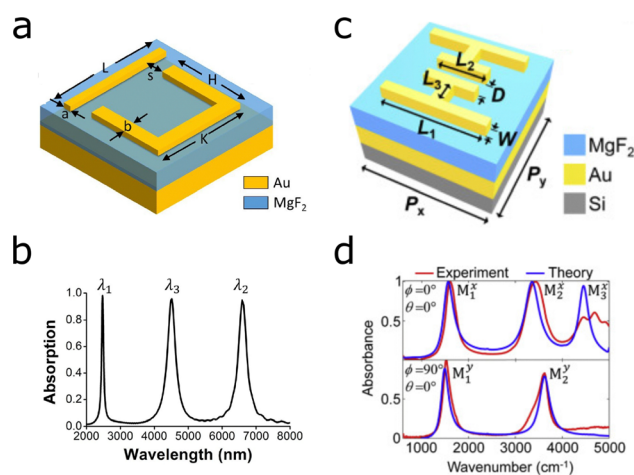 a
L
s
H
a
b
K
Au
MgF₂
c
L₂
L₃
D
L₁
W
Pₓ
Pᵧ
MgF₂
Au
Si
b
λ₁
λ₃
λ₂
1.0
0.8
0.6
0.4
0.2
0.0
Absorption
2000 3000 4000 5000 6000 7000 8000
Wavelength (nm)
d
Experiment Theory
ϕ=0°
θ=0°
M₁ˣ
M₂ˣ
M₃ˣ
1
0.5
ϕ=90°
θ=0°
M₁ʸ
M₂ʸ
1
0.5
Absorbance
1000 2000 3000 4000 5000
Wavenumber (cm⁻¹)